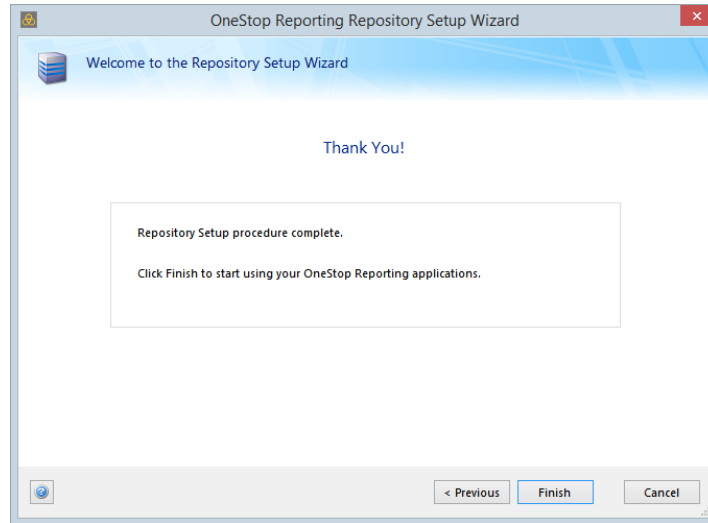 OneStop Reporting Repository Setup Wizard
Welcome to the Repository Setup Wizard
Thank You!
Repository Setup procedure complete.
Click Finish to start using your OneStop Reporting applications.
< Previous Finish Cancel